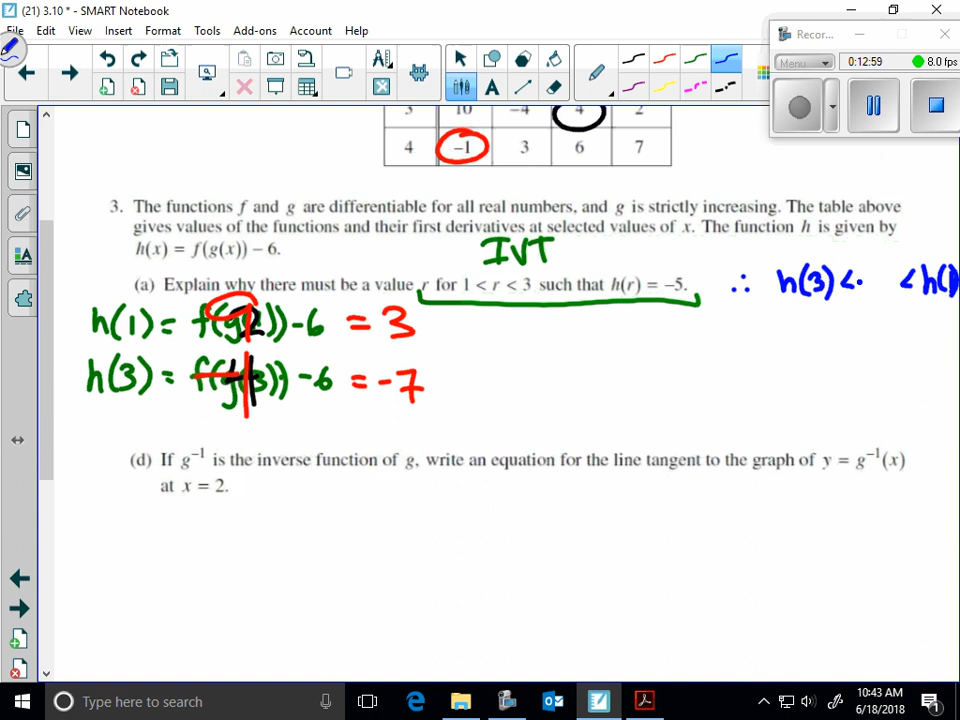 (21) 3.10 * - SMART Notebook
File Edit View Insert Format Tools Add-ons Account Help
Recor...
Menu 0:12:59 8.0 fps
3 10 -4 4 2
4 -1 3 6 7
3. The functions f and g are differentiable for all real numbers, and g is strictly increasing. The table above
gives values of the functions and their first derivatives at selected values of x. The function h is given by
h(x) = f(g(x)) – 6.
IVT
(a) Explain why there must be a value r for 1 < r < 3 such that h(r) = –5.
∴ h(3) < · < h(1
h(1) = f(g )) - 6 = 3
h(3) = f(g(3)) - 6 = -7
(d) If g⁻¹ is the inverse function of g, write an equation for the line tangent to the graph of y = g⁻¹(x)
at x = 2.
Type here to search
10:43 AM
6/18/2018
1